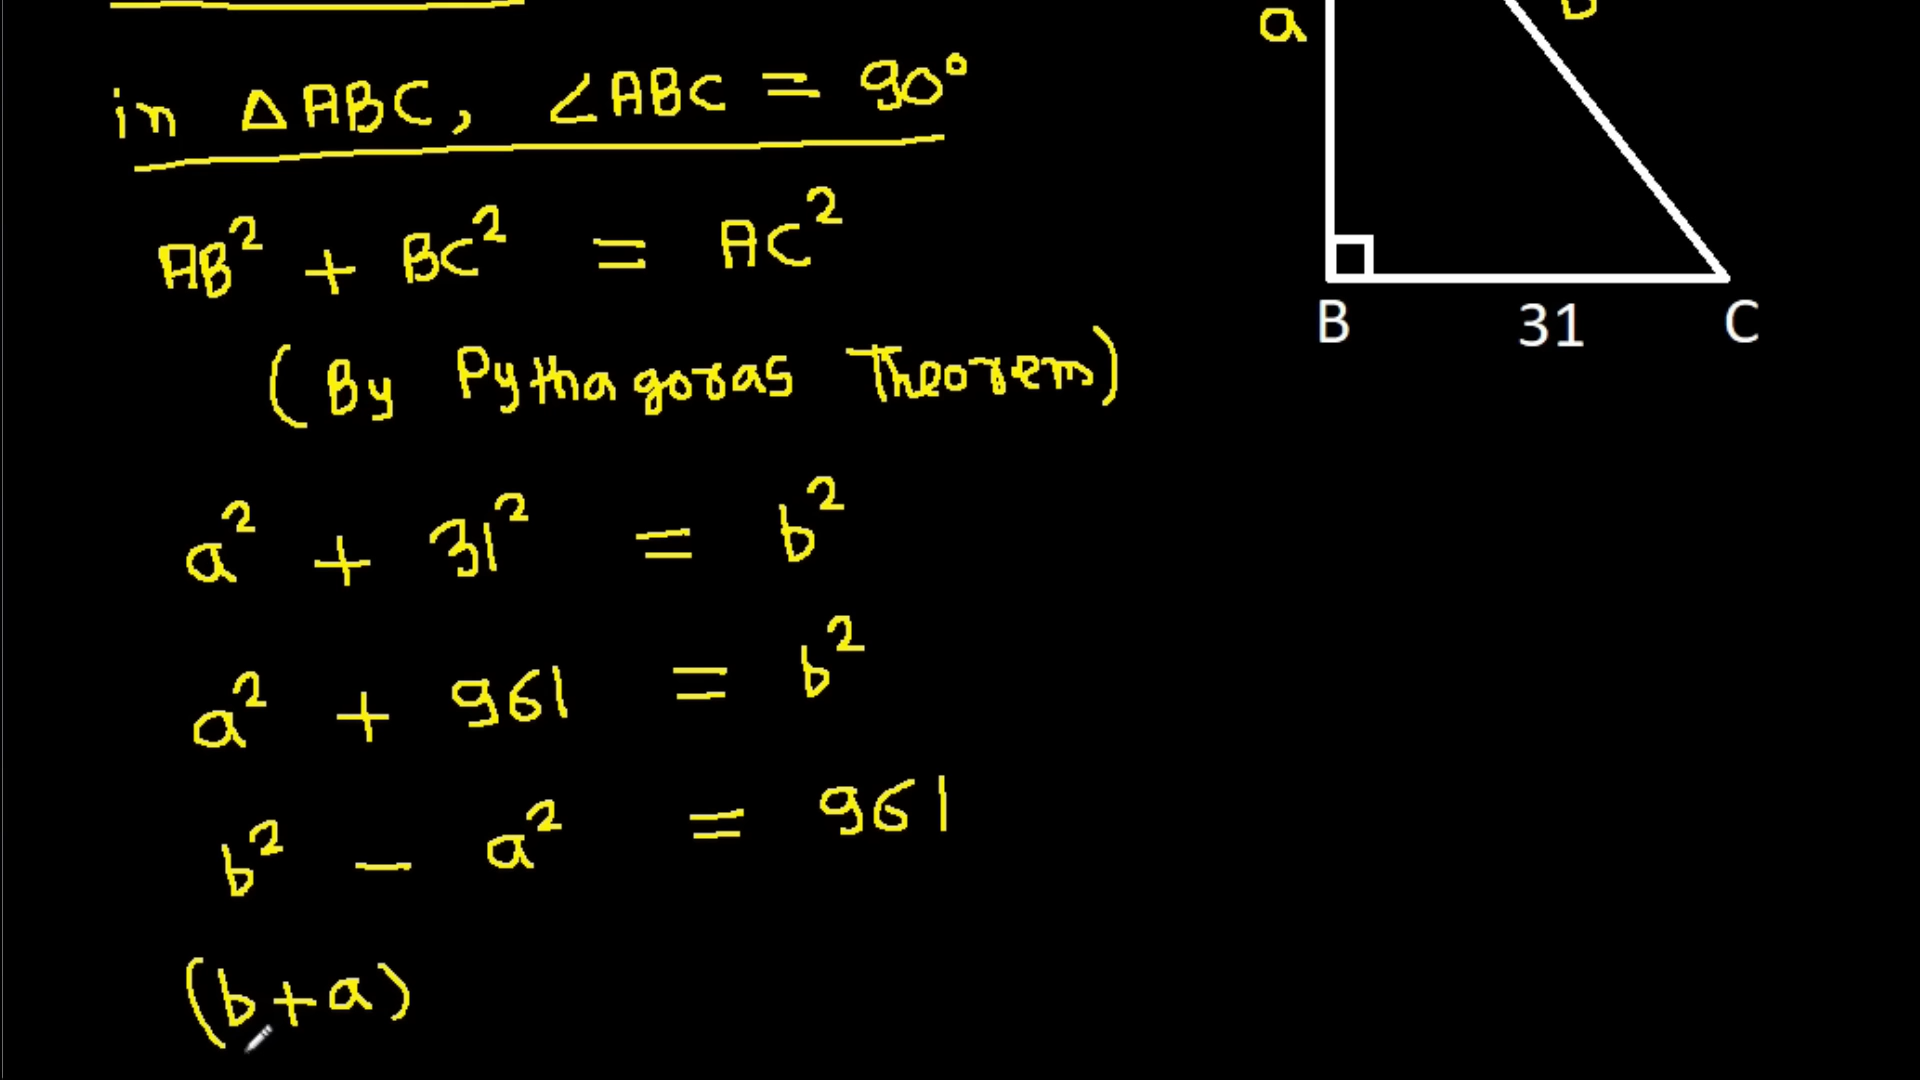 a b
in △ABC, ∠ABC = 90°
AB² + BC² = AC²
B 31 C
(By Pythagoras Theorem)
a² + 31² = b²
a² + 961 = b²
b² - a² = 961
(b+a)